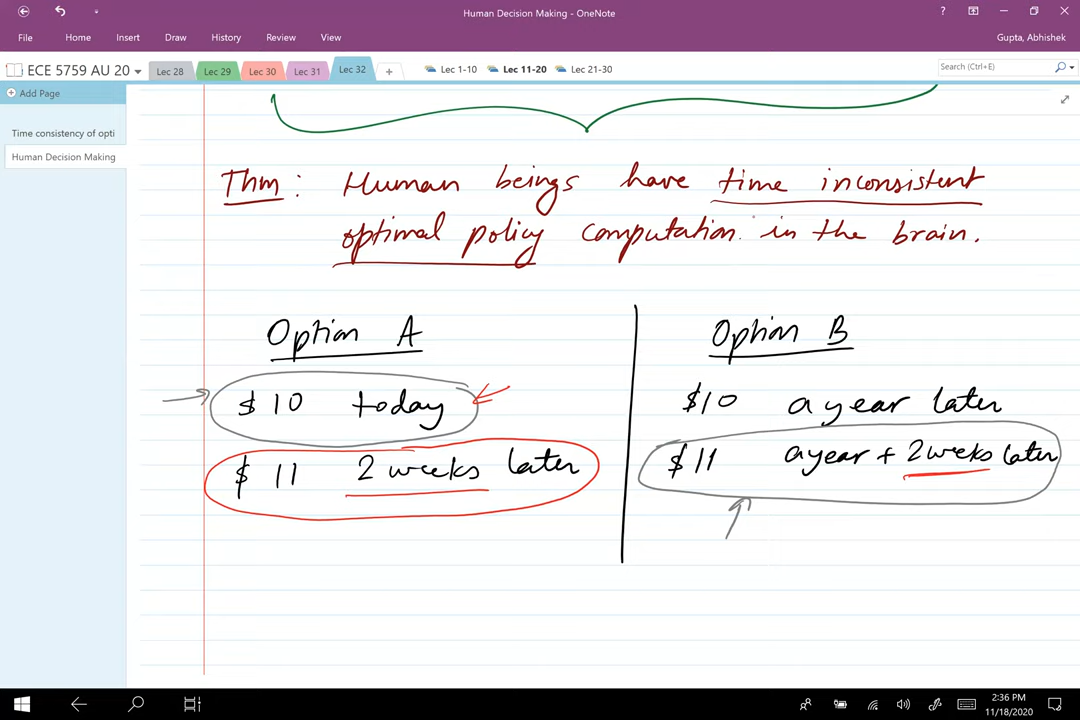 Human Decision Making - OneNote
?
File Home Insert Draw History Review View
Gupta, Abhishek
ECE 5759 AU 20 Lec 28 Lec 29 Lec 30 Lec 31 Lec 32 + Lec 1-10 Lec 11-20 Lec 21-30 Search (Ctrl+E)
+ Add Page
Time consistency of opti
Human Decision Making
Thm: Human beings have time inconsistent
optimal policy computation in the brain.
Option A
$10 today
$ 11 2 weeks later
Option B
$10 a year later
$11 a year + 2 weeks later
2:36 PM
11/18/2020